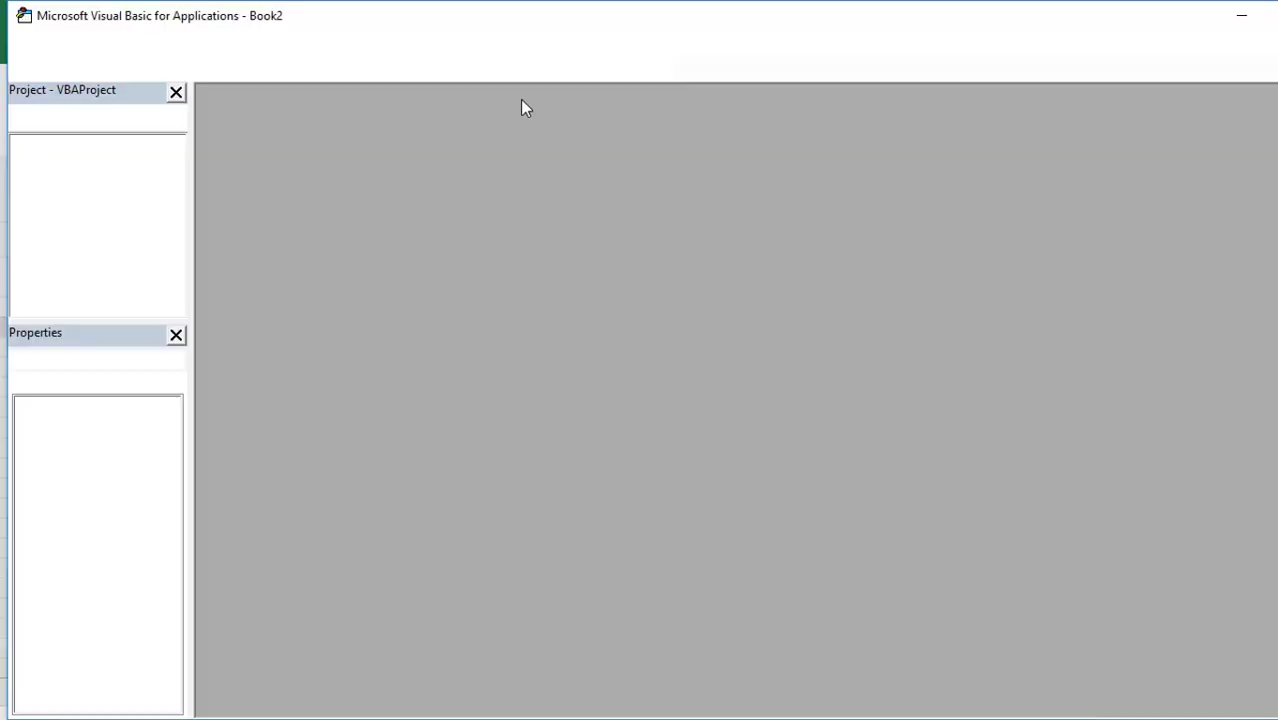 Microsoft Visual Basic for Applications - Book2
Project - VBAProject
Properties